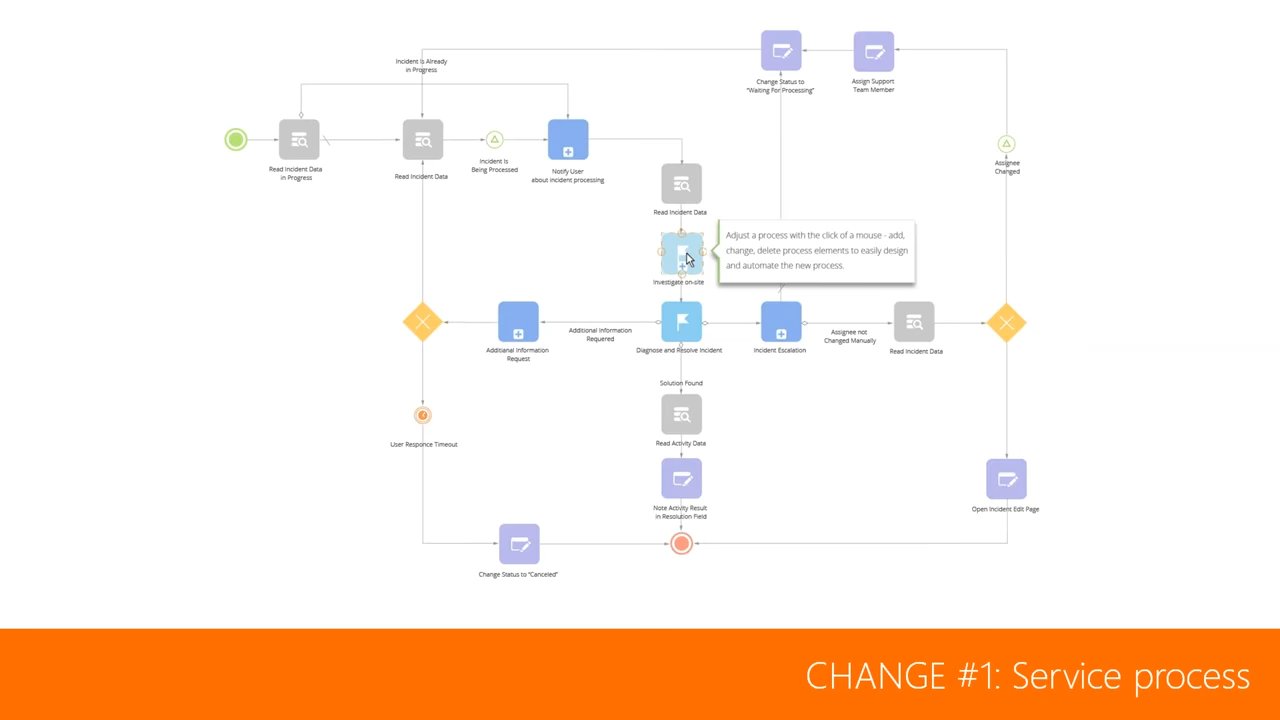 Incident Is Already
in Progress
Change Status to
"Waiting For Processing"
Assign Support
Team Member
Read Incident Data
in Progress
Read Incident Data
Incident Is
Being Processed
Notify User
about incident processing
Assignee
Changed
Read Incident Data
Adjust a process with the click of a mouse - add,
change, delete process elements to easily design
and automate the new process.
Investigate on-site
Additional Information
Request
Additional Information
Requered
Diagnose and Resolve Incident
Incident Escalation
Assignee not
Changed Manually
Read Incident Data
Solution Found
User Responce Timeout
Read Activity Data
Note Activity Result
in Resolution Field
Open Incident Edit Page
Change Status to "Canceled"
CHANGE #1: Service process